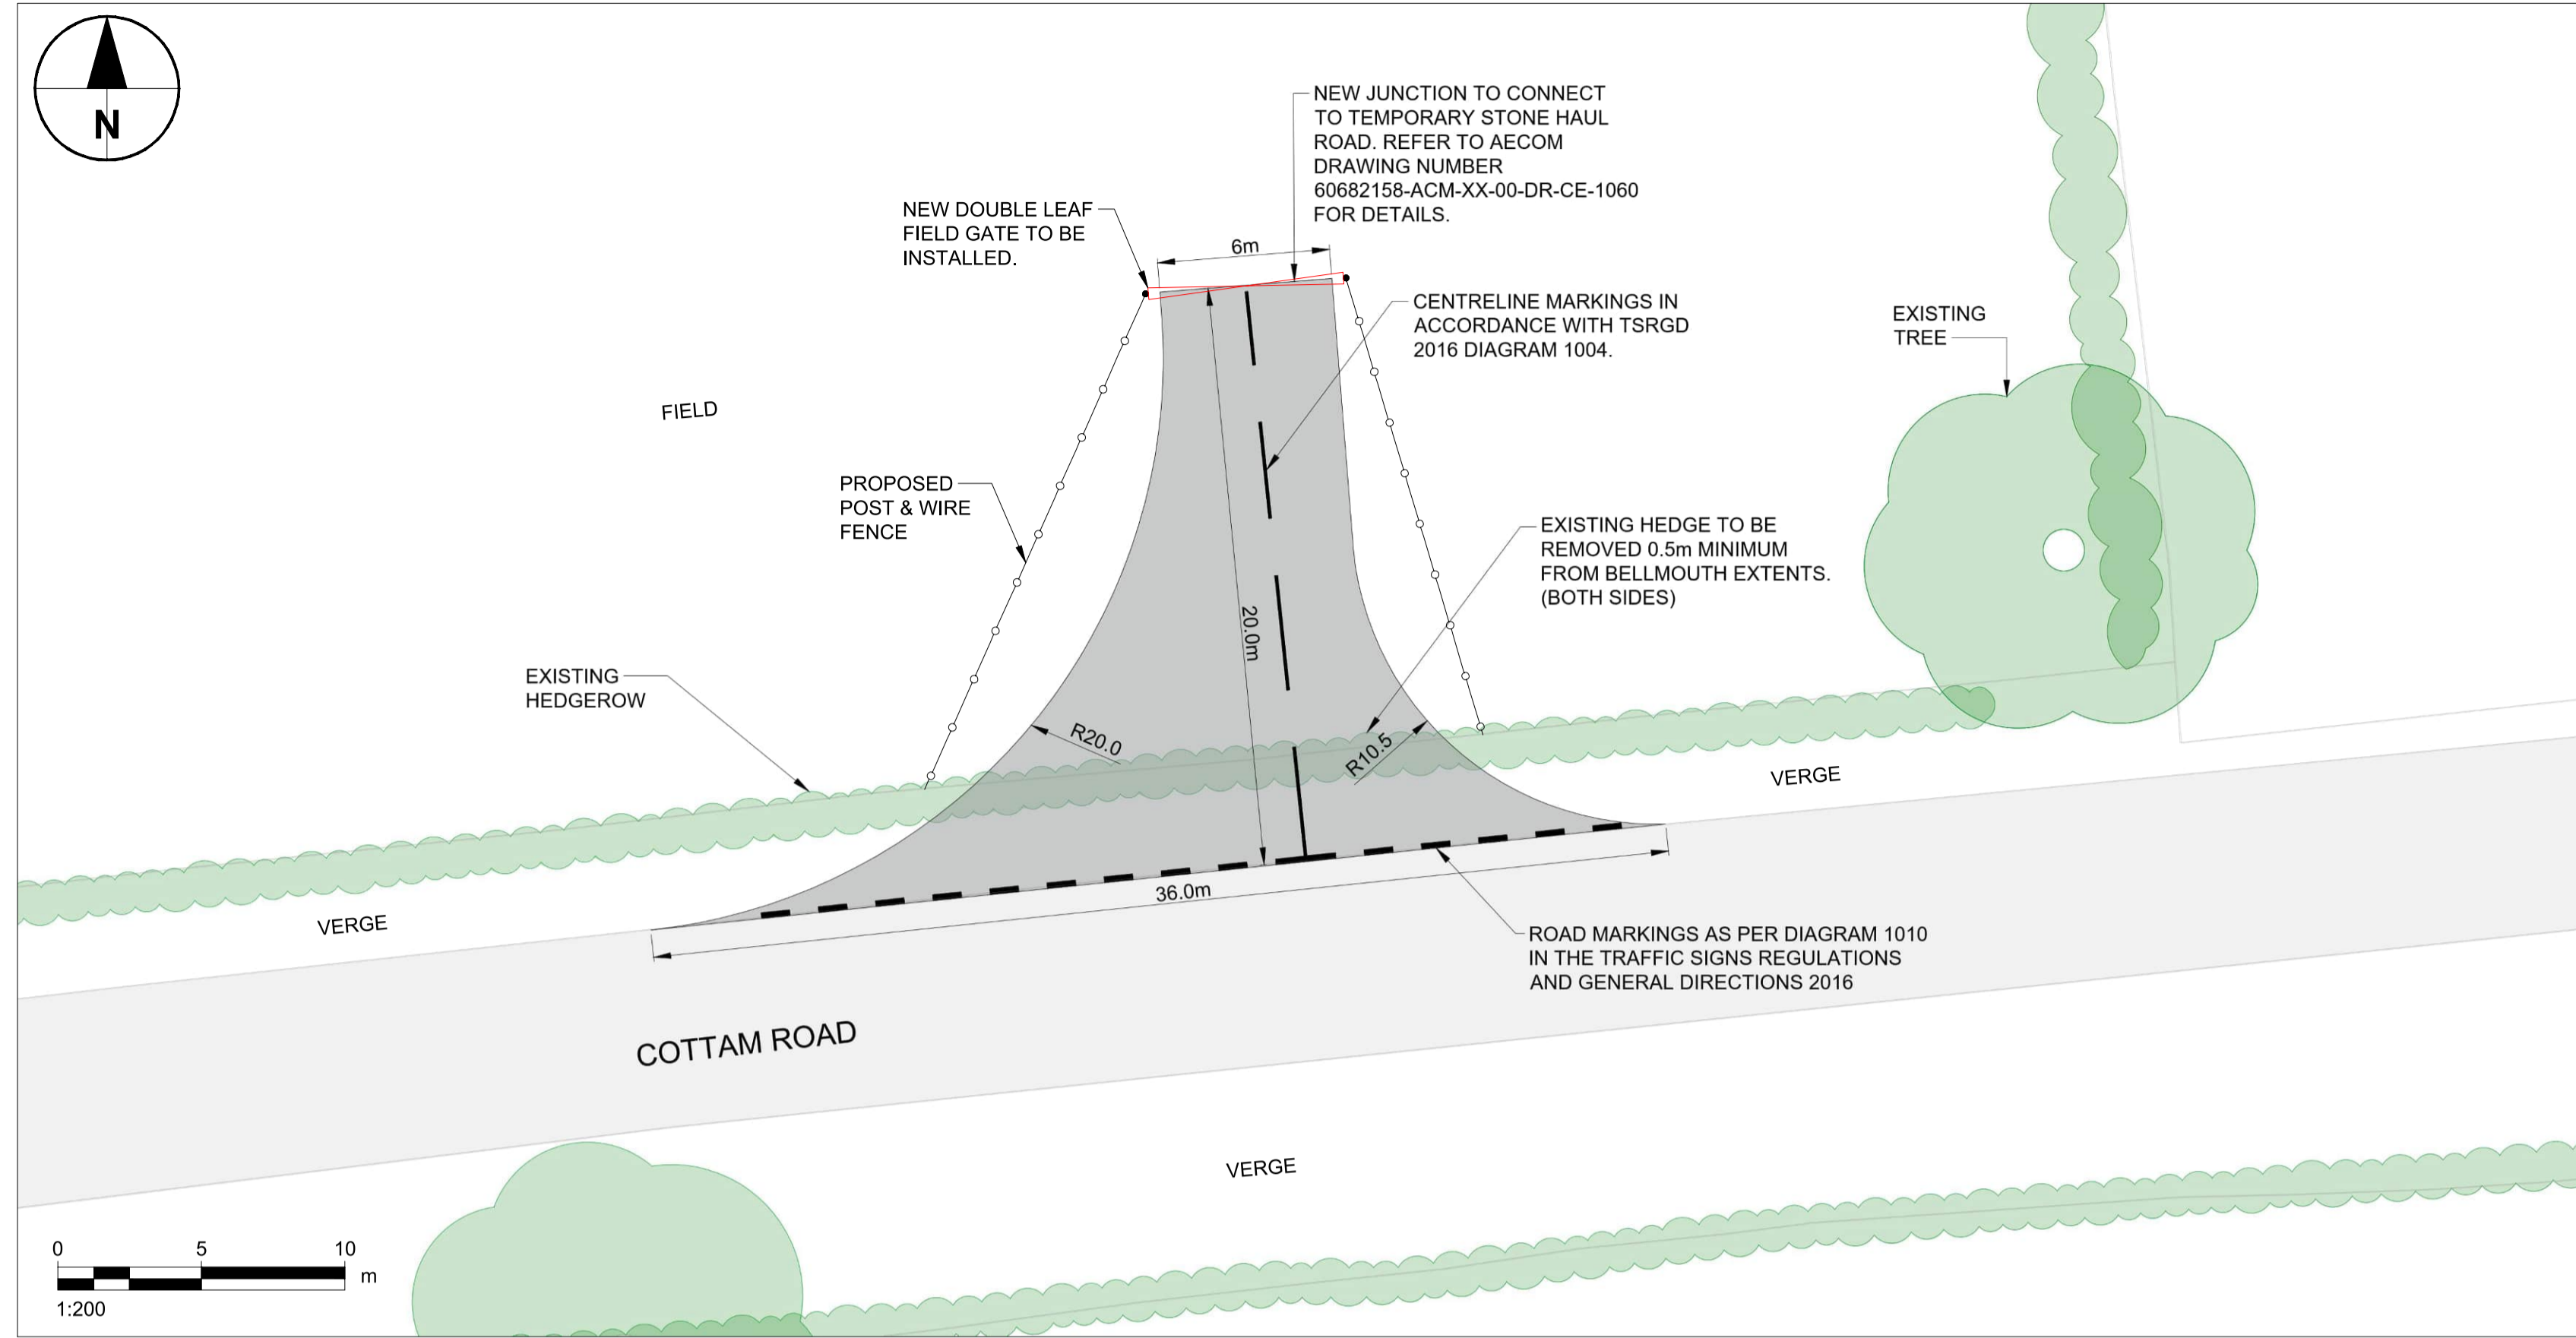 N
NEW JUNCTION TO CONNECT
TO TEMPORARY STONE HAUL
ROAD. REFER TO AECOM
DRAWING NUMBER
60682158-ACM-XX-00-DR-CE-1060
FOR DETAILS.
NEW DOUBLE LEAF
FIELD GATE TO BE
INSTALLED.
6m
CENTRELINE MARKINGS IN
ACCORDANCE WITH TSRGD
2016 DIAGRAM 1004.
EXISTING
TREE
FIELD
PROPOSED
POST & WIRE
FENCE
EXISTING HEDGE TO BE
REMOVED 0.5m MINIMUM
FROM BELLMOUTH EXTENTS.
(BOTH SIDES)
20.0m
EXISTING
HEDGEROW
R20.0
R10.5
VERGE
36.0m
VERGE
ROAD MARKINGS AS PER DIAGRAM 1010
IN THE TRAFFIC SIGNS REGULATIONS
AND GENERAL DIRECTIONS 2016
COTTAM ROAD
VERGE
0 5 10
m
1:200